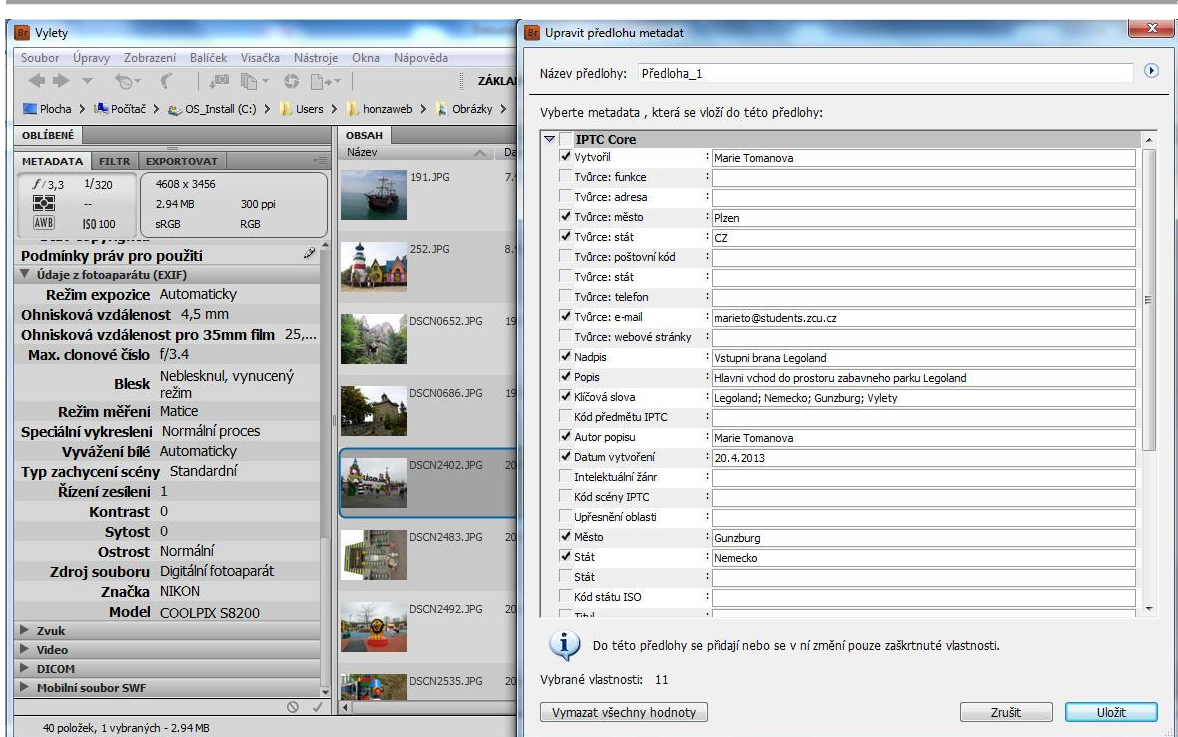 Br Vylety
Soubor Úpravy Zobrazení Balíček Visačka Nástroje Okna Nápověda
Plocha > Počítač > OS_Install (C:) > Users > honzaweb > Obrázky >
OBLÍBENÉ
METADATA FILTR EXPORTOVAT
f/3,3 1/320 4608 x 3456
-- 2.94 MB 300 ppi
AWB ISO 100 sRGB RGB
Podmínky práv pro použití
Údaje z fotoaparátu (EXIF)
Režim expozice Automaticky
Ohnisková vzdálenost 4,5 mm
Ohnisková vzdálenost pro 35mm film 25,...
Max. clonové číslo f/3.4
Blesk Neblesknul, vynucený
režim
Režim měření Matice
Speciální vykreslení Normální proces
Vyvážení bílé Automaticky
Typ zachycení scény Standardní
Řízení zesílení 1
Kontrast 0
Sytost 0
Ostrost Normální
Zdroj souboru Digitální fotoaparát
Značka NIKON
Model COOLPIX S8200
Zvuk
Video
DICOM
Mobilní soubor SWF
40 položek, 1 vybraných - 2.94 MB
OBSAH
Název
191.JPG
252.JPG
DSCN0652.JPG
DSCN0686.JPG
DSCN2402.JPG
DSCN2483.JPG
DSCN2492.JPG
DSCN2535.JPG
Br Upravit předlohu metadat
Název předlohy: Předloha_1
Vyberte metadata , která se vloží do této předlohy:
IPTC Core
Vytvořil : Marie Tomanova
Tvůrce: funkce :
Tvůrce: adresa :
Tvůrce: město : Plzen
Tvůrce: stát : CZ
Tvůrce: poštovní kód :
Tvůrce: stát :
Tvůrce: telefon :
Tvůrce: e-mail : marieto@students.zcu.cz
Tvůrce: webové stránky :
Nadpis : Vstupni brana Legoland
Popis : Hlavni vchod do prostoru zabavneho parku Legoland
Klíčová slova : Legoland; Nemecko; Gunzburg; Vylety
Kód předmětu IPTC :
Autor popisu : Marie Tomanova
Datum vytvoření : 20.4.2013
Intelektuální žánr :
Kód scény IPTC :
Upřesnění oblasti :
Město : Gunzburg
Stát : Nemecko
Stát :
Kód státu ISO :
Do této předlohy se přidají nebo se v ní změní pouze zaškrtnuté vlastnosti.
Vybrané vlastnosti: 11
Vymazat všechny hodnoty Zrušit Uložit